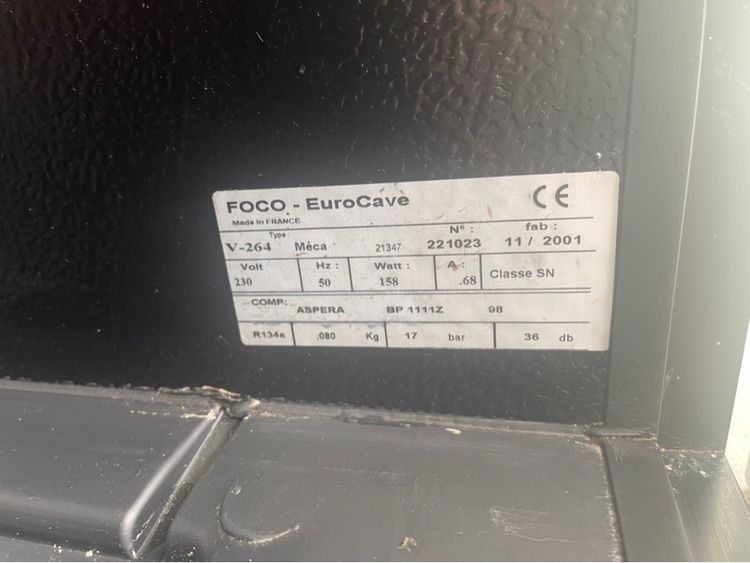 FOCO - EuroCave CE
Made In FRANCE
Type : N° : fab :
V-264 Méca 21347 221023 11 / 2001
Volt Hz : Watt : A : Classe SN
230 50 158 .68
COMP: ASPERA BP 1111Z 98
R134a .080 Kg 17 bar 36 db